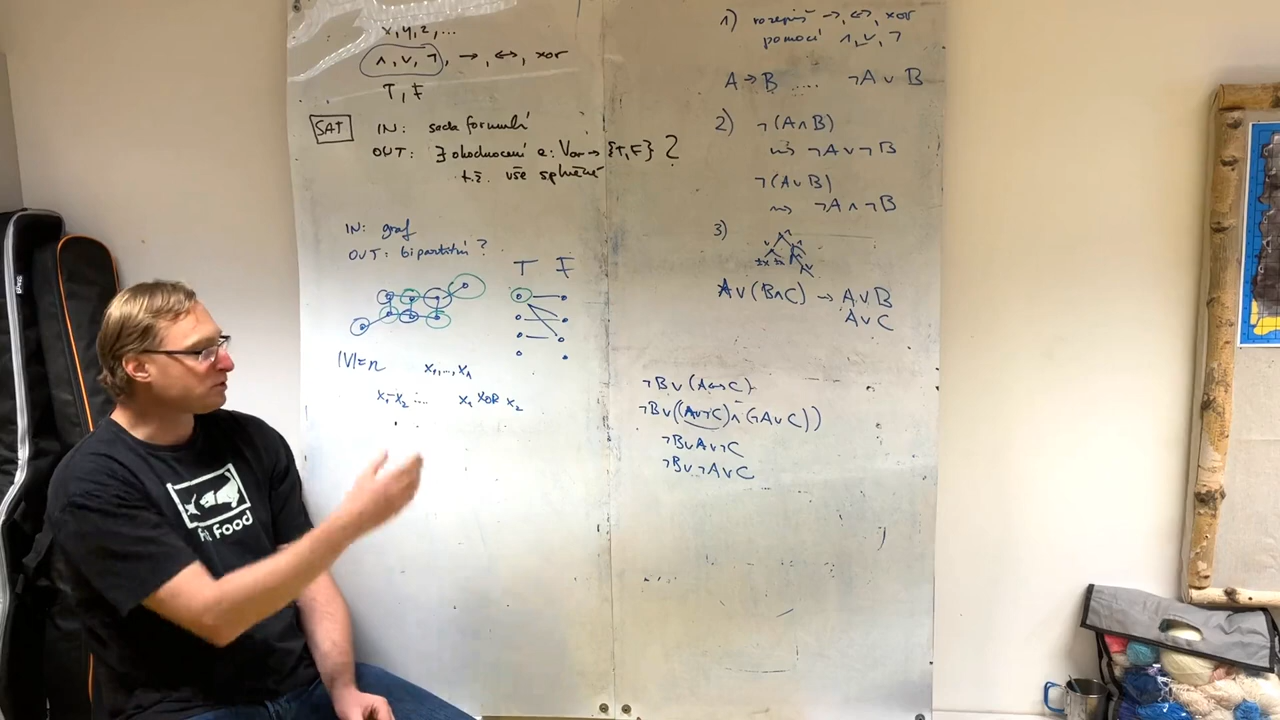 x, y, z, ...
∧, ∨, ¬, →, ↔, xor
T, F
SAT
IN: sada formulí
OUT: ∃ ohodnocení e: Var → {T, F} ?
t.ž. vše splněné
IN: graf
OUT: bipartitní ?
T F
|V| = n
x₁, ..., xₙ
x₁-x₂ .... x₁ XOR x₂
1) rozepiš →, ↔, xor
pomocí ∧, ∨, ¬
A → B ..... ¬A ∨ B
2) ¬(A ∧ B)
⇝ ¬A ∨ ¬B
¬(A ∨ B)
⇝ ¬A ∧ ¬B
3)
A ∨ (B ∧ C) → A ∨ B
A ∨ C
¬B ∨ (A ↔ C)
¬B ∨ ((A ∨ ¬C) ∧ (¬A ∨ C))
¬B ∨ A ∨ ¬C
¬B ∨ ¬A ∨ C
Food